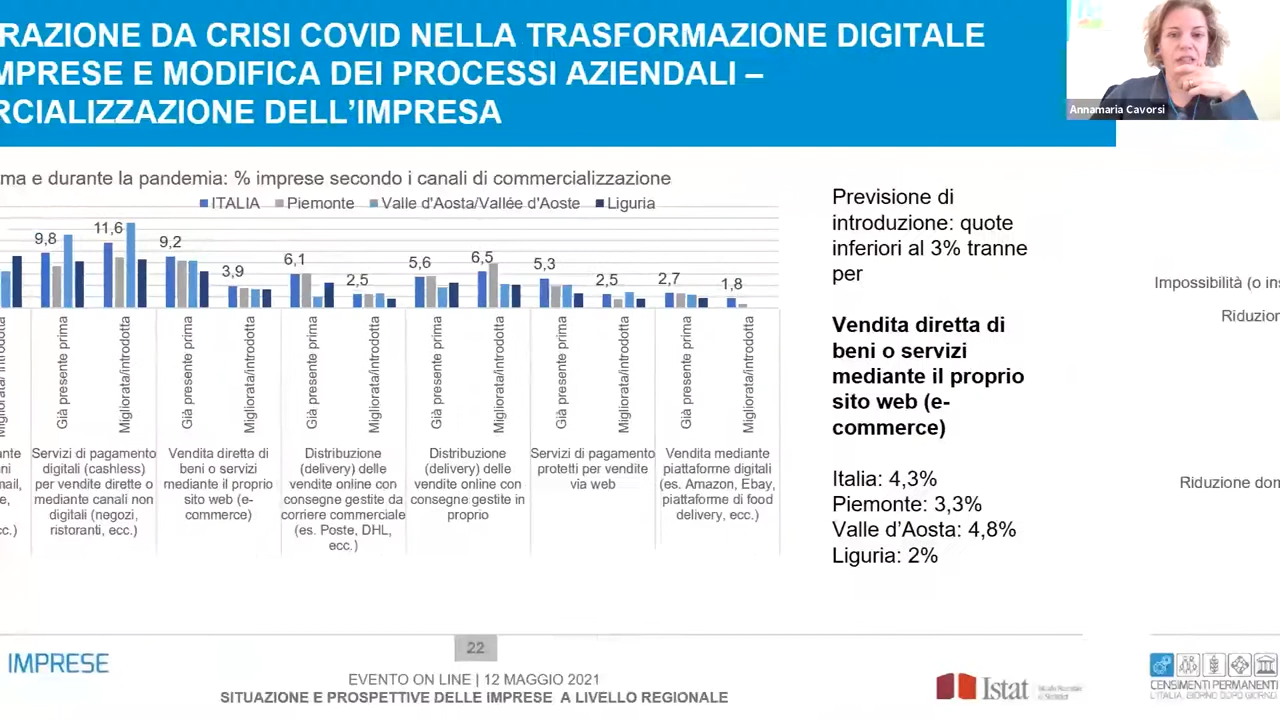 RAZIONE DA CRISI COVID NELLA TRASFORMAZIONE DIGITALE
MPRESE E MODIFICA DEI PROCESSI AZIENDALI –
RCIALIZZAZIONE DELL'IMPRESA
Annamaria Cavorsi
ma e durante la pandemia: % imprese secondo i canali di commercializzazione
ITALIA Piemonte Valle d'Aosta/Vallée d'Aoste Liguria
9,8 11,6 9,2 3,9 6,1 2,5 5,6 6,5 5,3 2,5 2,7 1,8
Migliorata/introdotta
Già presente prima
Migliorata/introdotta
Già presente prima
Migliorata/introdotta
Già presente prima
Migliorata/introdotta
Già presente prima
Migliorata/introdotta
Già presente prima
Migliorata/introdotta
Già presente prima
Migliorata/introdotta
ante
ni
mail,
e,
cc.)
Servizi di pagamento
digitali (cashless)
per vendite dirette o
mediante canali non
digitali (negozi,
ristoranti, ecc.)
Vendita diretta di
beni o servizi
mediante il proprio
sito web (e-
commerce)
Distribuzione
(delivery) delle
vendite online con
consegne gestite da
corriere commerciale
(es. Poste, DHL,
ecc.)
Distribuzione
(delivery) delle
vendite online con
consegne gestite in
proprio
Servizi di pagamento
protetti per vendite
via web
Vendita mediante
piattaforme digitali
(es. Amazon, Ebay,
piattaforme di food
delivery, ecc.)
Previsione di
introduzione: quote
inferiori al 3% tranne
per
Vendita diretta di
beni o servizi
mediante il proprio
sito web (e-
commerce)
Italia: 4,3%
Piemonte: 3,3%
Valle d'Aosta: 4,8%
Liguria: 2%
Impossibilità (o ins
Riduzion
Riduzione dom
IMPRESE
22
EVENTO ON LINE | 12 MAGGIO 2021
SITUAZIONE E PROSPETTIVE DELLE IMPRESE A LIVELLO REGIONALE
Istat
CENSIMENTI PERMANENTI
L'ITALIA, GIORNO DOPO GIORNO